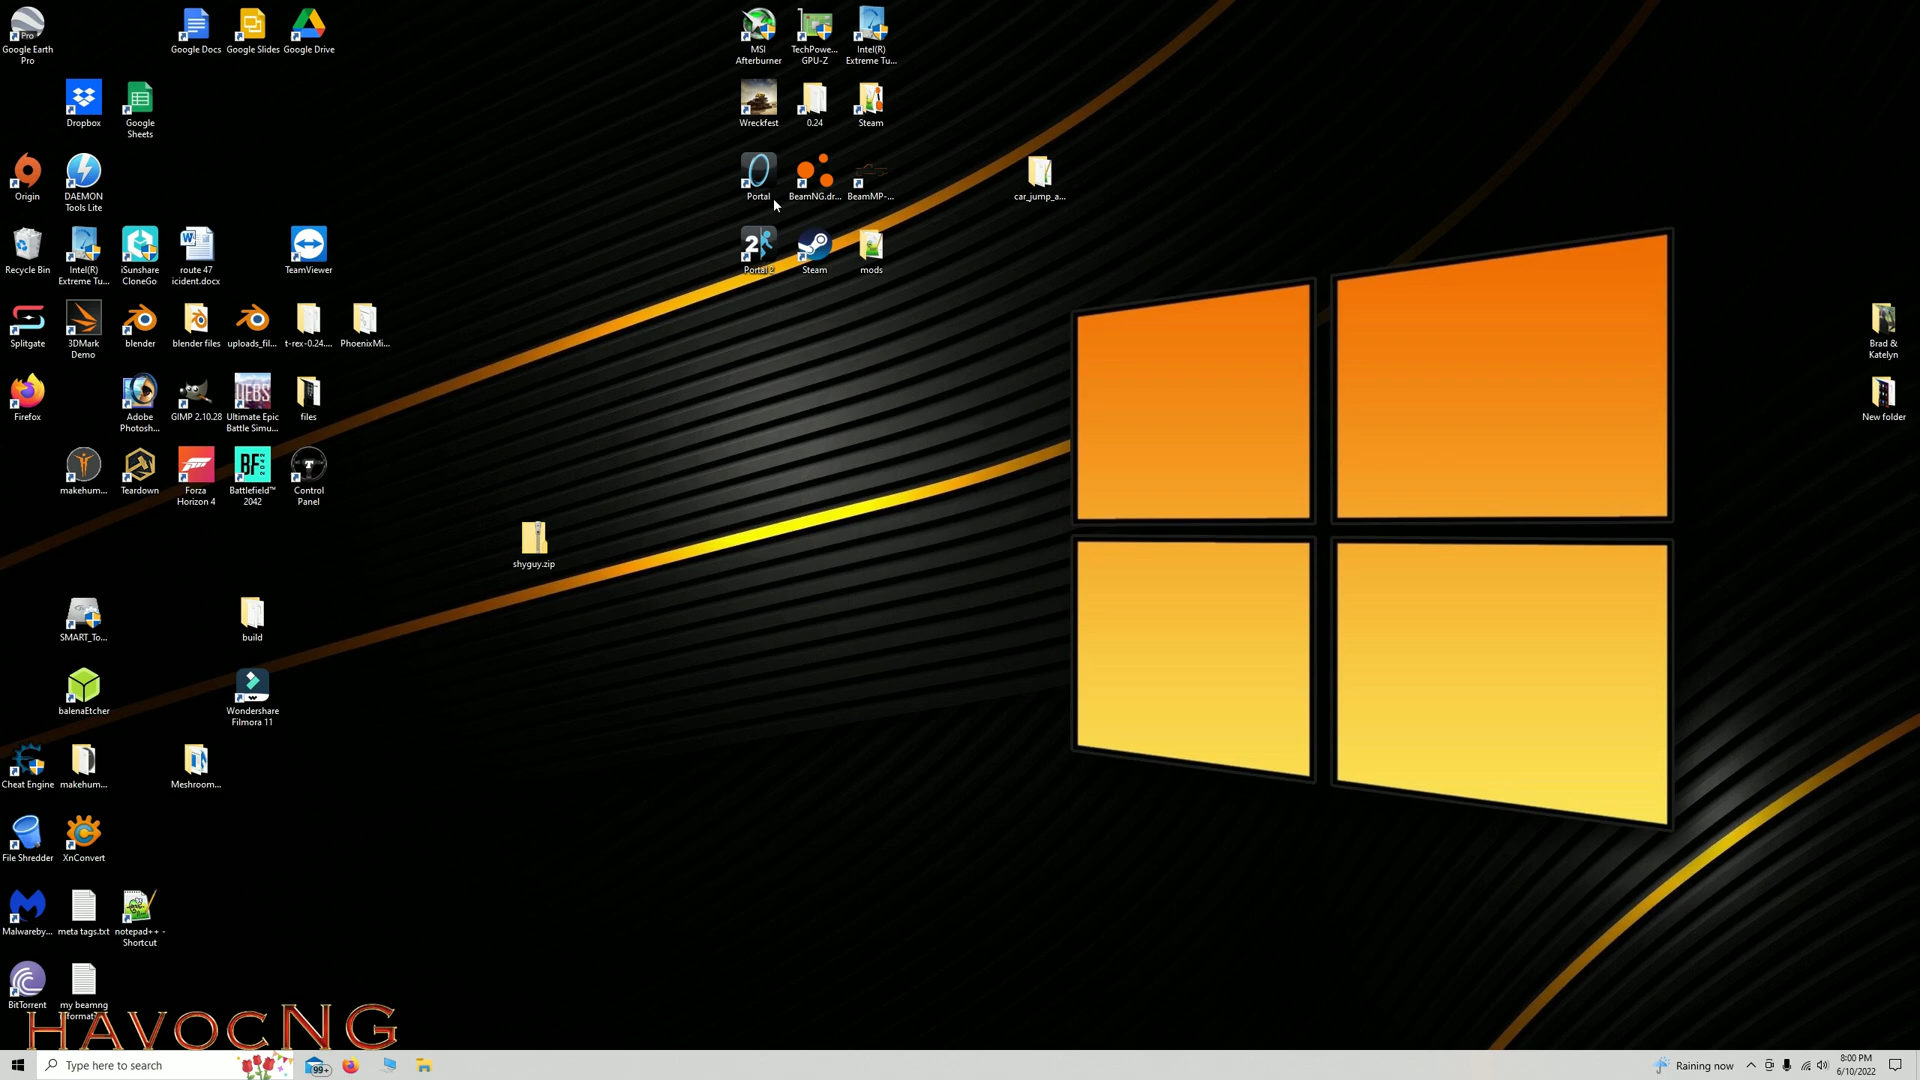 Pro
Google Earth
Pro
Google Docs
Google Slides
Google Drive
MSI
Afterburner
TechPowe...
GPU-Z
Intel(R)
Extreme Tu...
Dropbox
Google
Sheets
Wreckfest
0.24
Steam
Origin
DAEMON
Tools Lite
Portal
BeamNG.dr...
BeamMP-...
car_jump_a...
Recycle Bin
Intel(R)
Extreme Tu...
iSunshare
CloneGo
route 47
icident.docx
TeamViewer
2
Portal 2
Steam
mods
Splitgate
3DMark
Demo
blender
blender files
uploads_fil...
t-rex-0.24....
PhoenixMi...
Brad &
Katelyn
Firefox
Adobe
Photosh...
GIMP 2.10.28
UEBS
Ultimate Epic
Battle Simu...
files
New folder
makehum...
Teardown
Forza
Horizon 4
BF
2042
Battlefield™
2042
Control
Panel
shyguy.zip
SMART_To...
build
balenaEtcher
Wondershare
Filmora 11
Cheat Engine
makehum...
Meshroom...
File Shredder
XnConvert
Malwareby...
meta tags.txt
notepad++ -
Shortcut
BitTorrent
my beamng
HAVOCNG
Type here to search
99+
Raining now
8:00 PM
6/10/2022